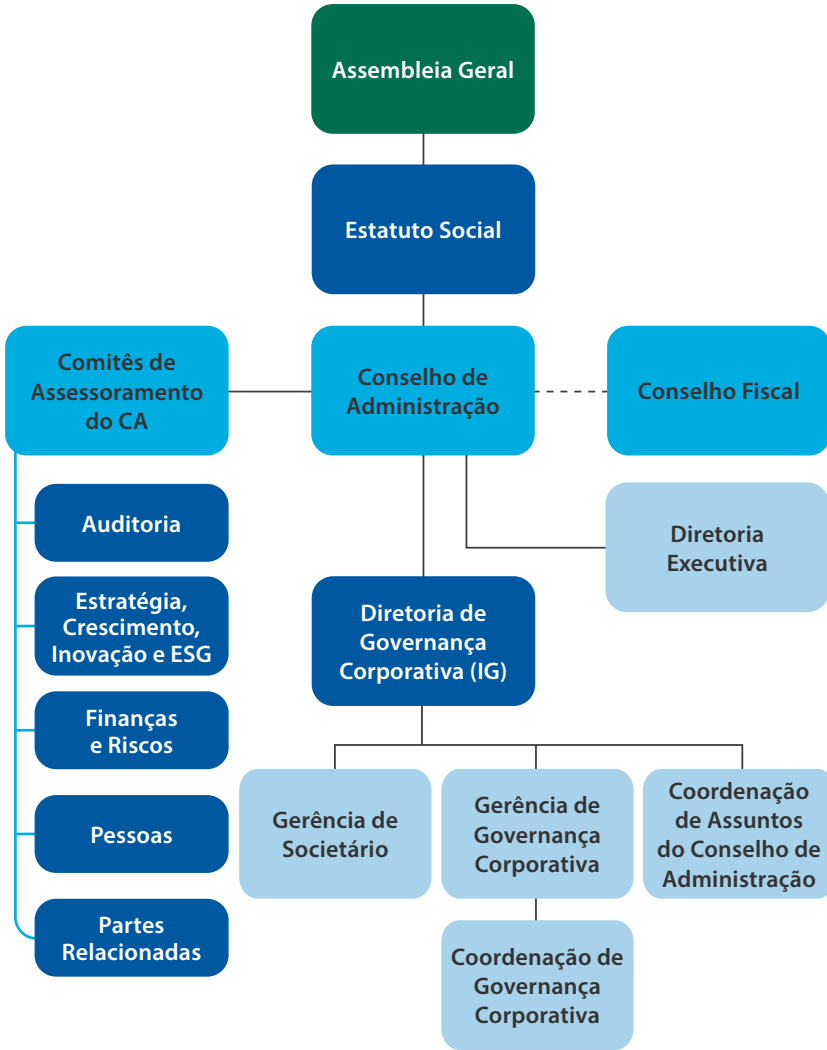 Assembleia Geral
Estatuto Social
Comitês de
Assessoramento
do CA
Conselho de
Administração
Conselho Fiscal
Auditoria
Estratégia,
Crescimento,
Inovação e ESG
Finanças
e Riscos
Pessoas
Partes
Relacionadas
Diretoria
Executiva
Diretoria de
Governança
Corporativa (IG)
Gerência de
Societário
Gerência de
Governança
Corporativa
Coordenação
de Assuntos
do Conselho de
Administração
Coordenação de
Governança
Corporativa